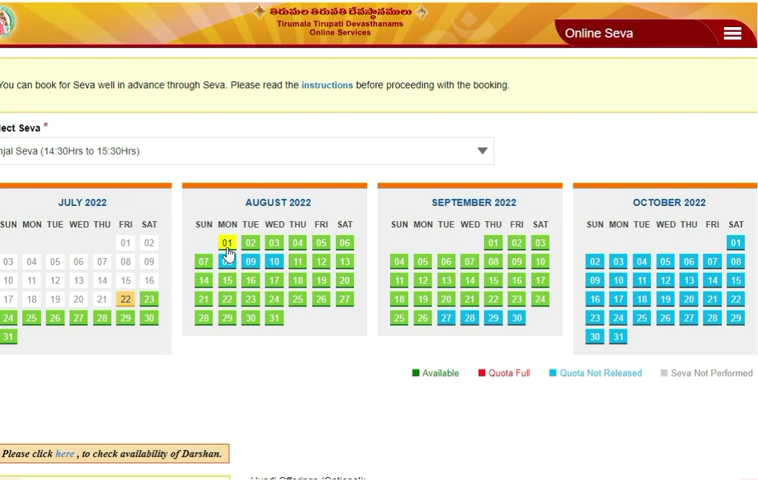 తిరుమల తిరుపతి దేవస్థానములు
Tirumala Tirupati Devasthanams
Online Services
Online Seva
You can book for Seva well in advance through Seva. Please read the instructions before proceeding with the booking.
lect Seva *
njal Seva (14:30Hrs to 15:30Hrs)
JULY 2022
SUN MON TUE WED THU FRI SAT
01 02
03 04 05 06 07 08 09
10 11 12 13 14 15 16
17 18 19 20 21 22 23
24 25 26 27 28 29 30
31
AUGUST 2022
SUN MON TUE WED THU FRI SAT
01 02 03 04 05 06
07 09 10 11 12 13
14 15 16 17 18 19 20
21 22 23 24 25 26 27
28 29 30 31
SEPTEMBER 2022
SUN MON TUE WED THU FRI SAT
01 02 03
04 05 06 07 08 09 10
11 12 13 14 15 16 17
18 19 20 21 22 23 24
25 26 27 28 29 30
OCTOBER 2022
SUN MON TUE WED THU FRI SAT
01
02 03 04 05 06 07 08
09 10 11 12 13 14 15
16 17 18 19 20 21 22
23 24 25 26 27 28 29
30 31
Available Quota Full Quota Not Released Seva Not Performed
Please click here , to check availability of Darshan.
Hundi Offerings (Optional):